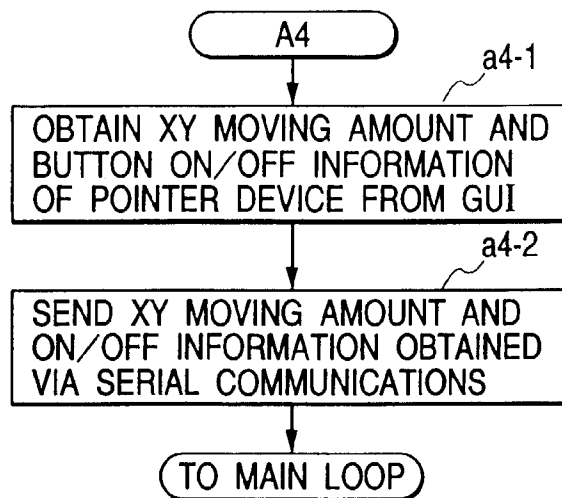 A4
a4-1
OBTAIN XY MOVING AMOUNT AND
BUTTON ON/OFF INFORMATION
OF POINTER DEVICE FROM GUI
a4-2
SEND XY MOVING AMOUNT AND
ON/OFF INFORMATION OBTAINED
VIA SERIAL COMMUNICATIONS
TO MAIN LOOP